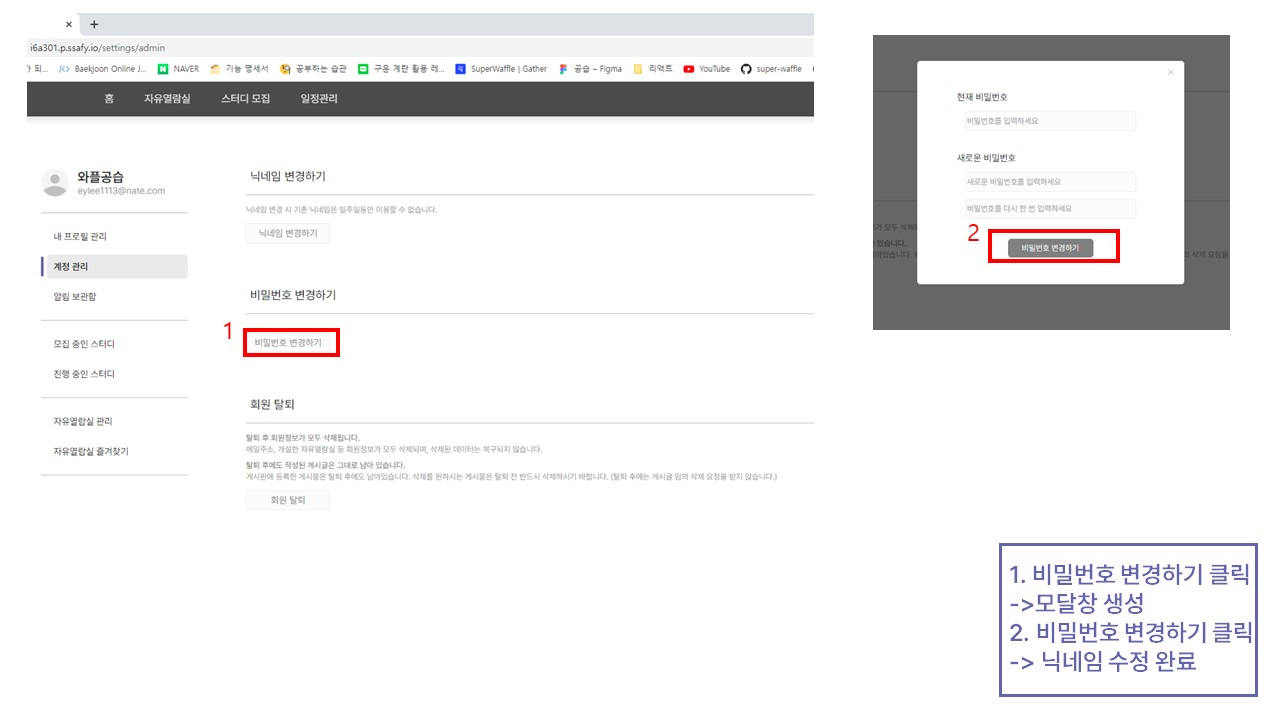 × +
i6a301.p.ssafy.io/settings/admin
되... </> Baekjoon Online J... N NAVER 기능 명세서 공부하는 습관 구운 계란 활용 레... SuperWaffle | Gather 공습 – Figma 리액트 YouTube super-waffle
홈 자유열람실 스터디 모집 일정관리
와플공습
eylee1113@nate.com
내 프로필 관리
계정 관리
알림 보관함
모집 중인 스터디
진행 중인 스터디
자유열람실 관리
자유열람실 즐겨찾기
닉네임 변경하기
닉네임 변경 시 기존 닉네임은 일주일동안 이용할 수 없습니다.
닉네임 변경하기
비밀번호 변경하기
1
비밀번호 변경하기
회원 탈퇴
탈퇴 후 회원정보가 모두 삭제됩니다.
메일주소, 개설한 자유열람실 등 회원정보가 모두 삭제되며, 삭제된 데이터는 복구되지 않습니다.
탈퇴 후에도 작성된 게시글은 그대로 남아 있습니다.
게시판에 등록한 게시물은 탈퇴 후에도 남아있습니다. 삭제를 원하시는 게시물은 탈퇴 전 반드시 삭제하시기 바랍니다. (탈퇴 후에는 게시글 임의 삭제 요청을 받지 않습니다.)
회원 탈퇴
×
현재 비밀번호
비밀번호를 입력하세요
새로운 비밀번호
새로운 비밀번호를 입력하세요
비밀번호를 다시 한 번 입력하세요
2
비밀번호 변경하기
1. 비밀번호 변경하기 클릭
->모달창 생성
2. 비밀번호 변경하기 클릭
-> 닉네임 수정 완료